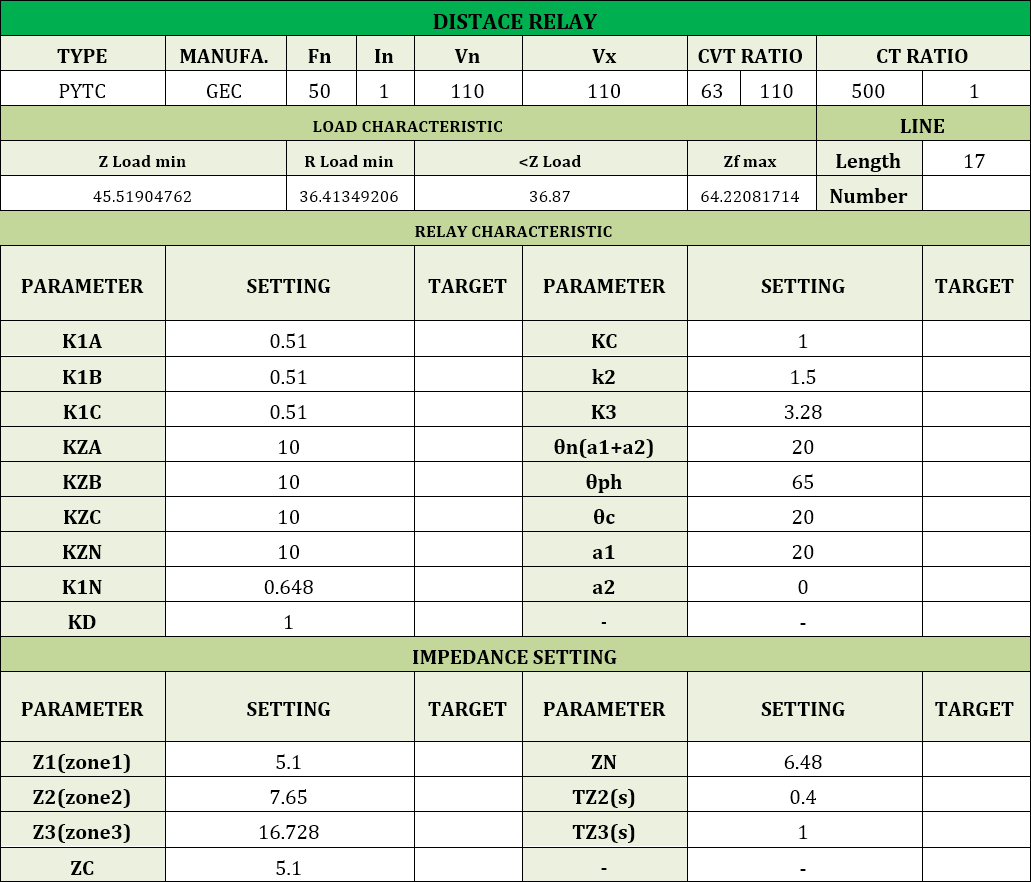 DISTACE RELAY
TYPE MANUFA. Fn In Vn Vx CVT RATIO CT RATIO
PYTC GEC 50 1 110 110 63 110 500 1
LOAD CHARACTERISTIC LINE
Z Load min R Load min <Z Load Zf max Length 17
45.51904762 36.41349206 36.87 64.22081714 Number
RELAY CHARACTERISTIC
PARAMETER SETTING TARGET PARAMETER SETTING TARGET
K1A 0.51 KC 1
K1B 0.51 k2 1.5
K1C 0.51 K3 3.28
KZA 10 θn(a1+a2) 20
KZB 10 θph 65
KZC 10 θc 20
KZN 10 a1 20
K1N 0.648 a2 0
KD 1 - -
IMPEDANCE SETTING
PARAMETER SETTING TARGET PARAMETER SETTING TARGET
Z1(zone1) 5.1 ZN 6.48
Z2(zone2) 7.65 TZ2(s) 0.4
Z3(zone3) 16.728 TZ3(s) 1
ZC 5.1 - -